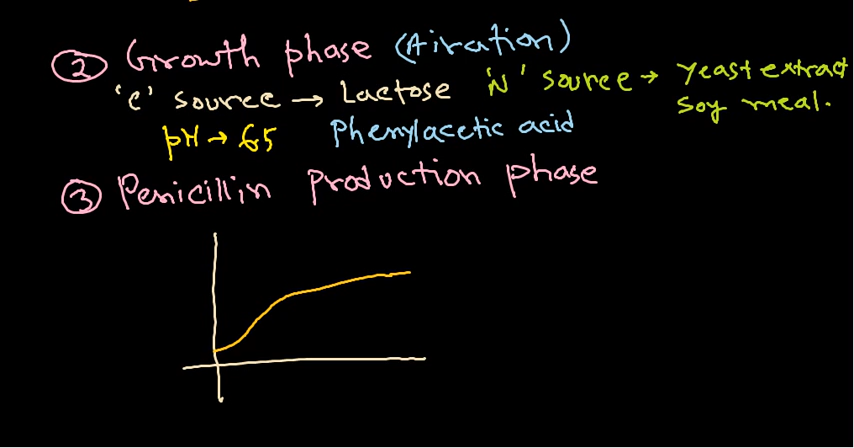 ② Growth phase (Airation)
'C' source → Lactose 'N' source → Yeast extract
Soy meal.
pH → 6.5 Phenylacetic acid
③ Penicillin Production phase